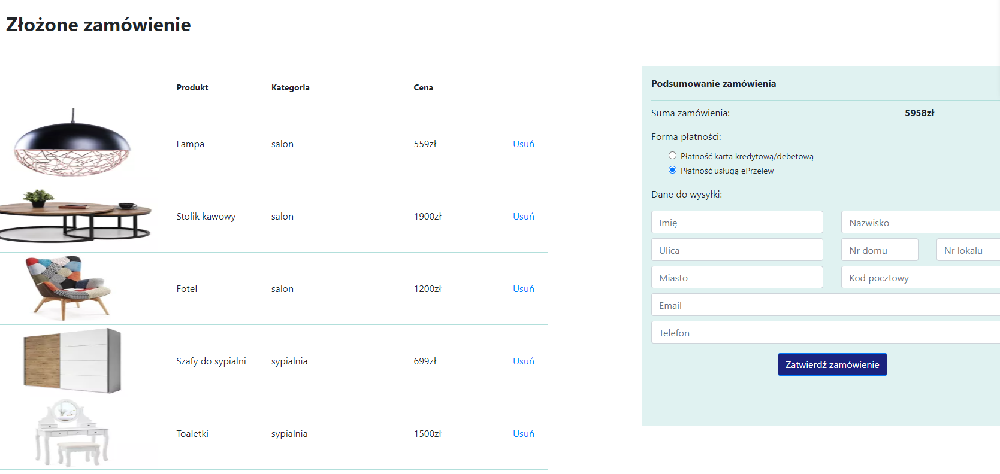 Złożone zamówienie
Produkt Kategoria Cena
Lampa salon 559zł Usuń
Stolik kawowy salon 1900zł Usuń
Fotel salon 1200zł Usuń
Szafy do sypialni sypialnia 699zł Usuń
Toaletki sypialnia 1500zł Usuń
Podsumowanie zamówienia
Suma zamówienia: 5958zł
Forma płatności:
Płatność karta kredytową/debetową
Płatność usługą ePrzelew
Dane do wysyłki:
Imię Nazwisko
Ulica Nr domu Nr lokalu
Miasto Kod pocztowy
Email
Telefon
Zatwierdź zamówienie